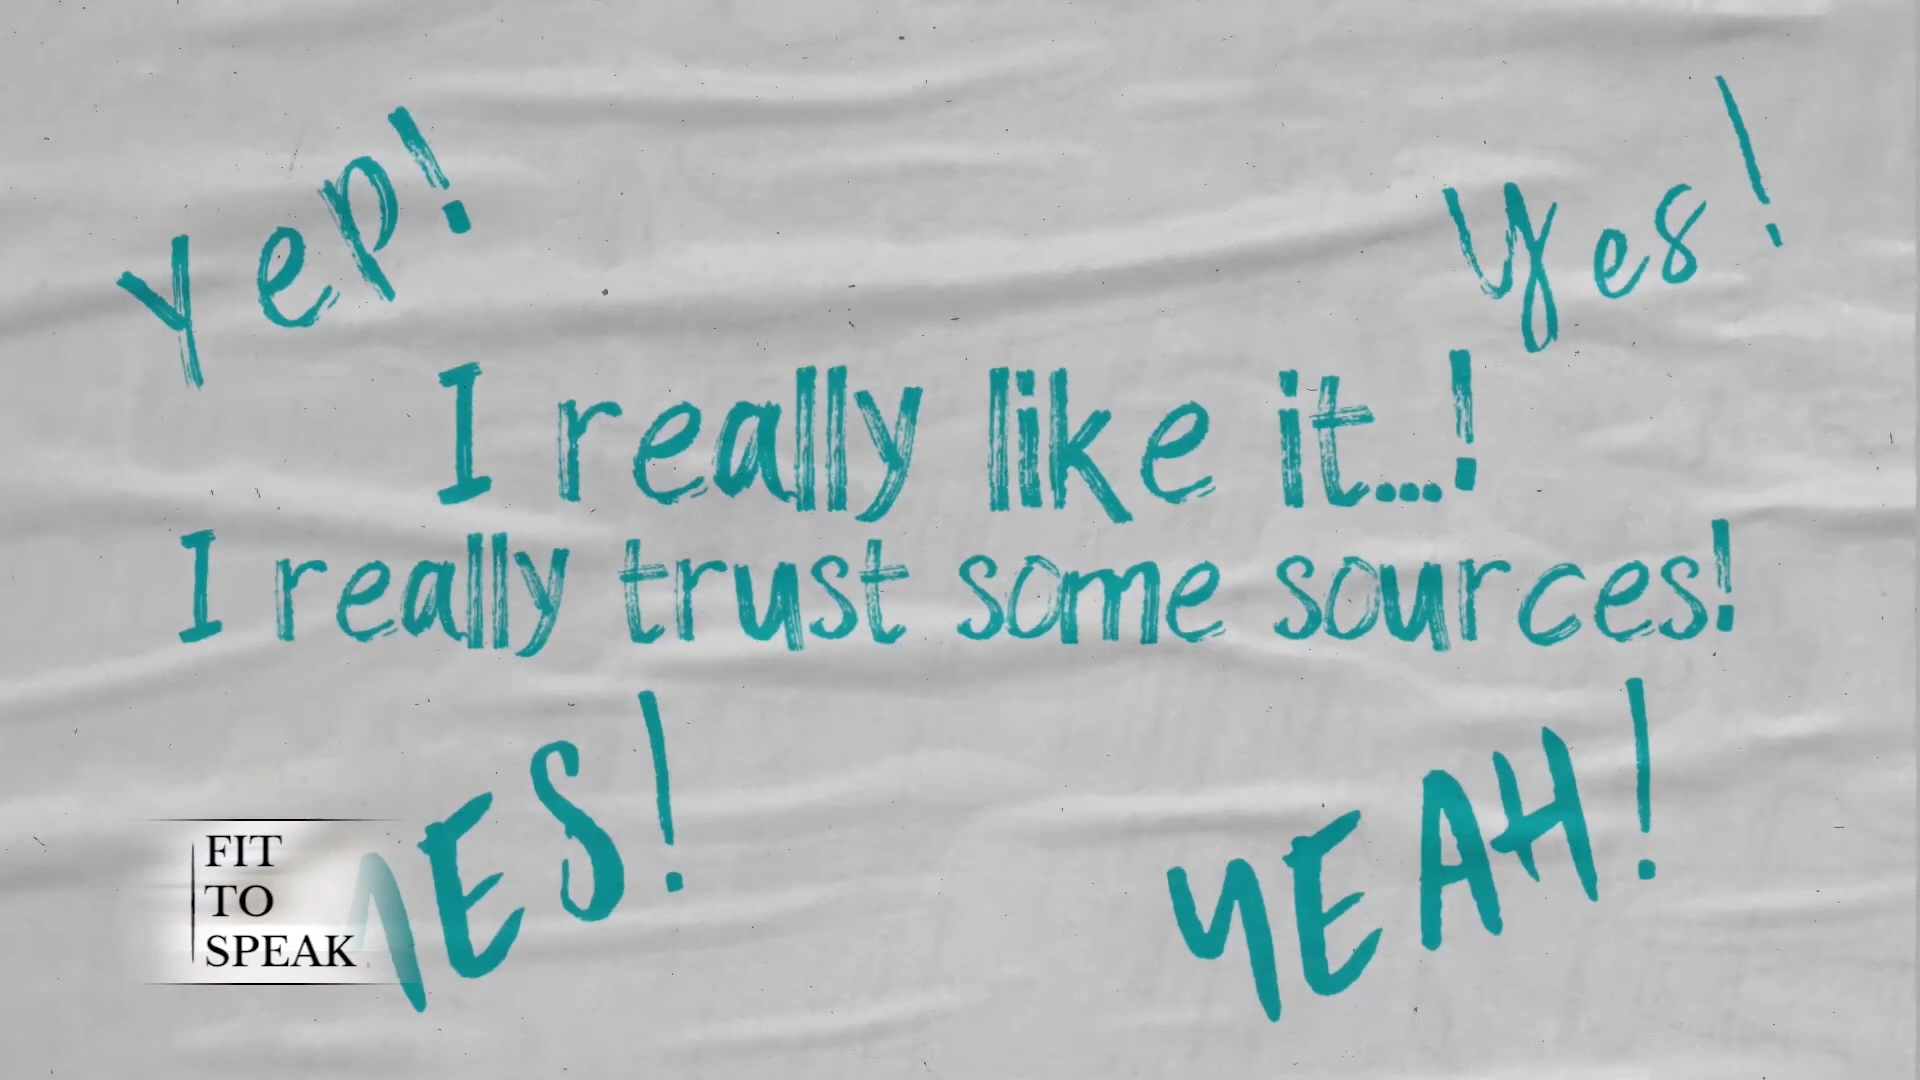 Yep!
Yes!
I really like it...!
I really trust some sources!
YES!
YEAH!
FIT
TO
SPEAK